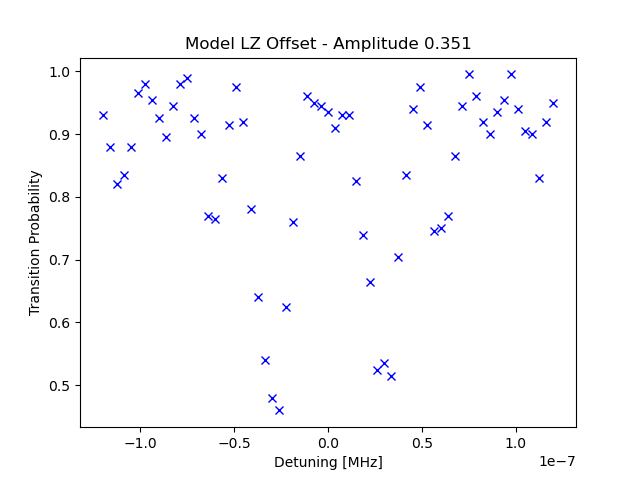 Model LZ Offset - Amplitude 0.351
1.0
0.9
0.8
0.7
0.6
0.5
Transition Probability
−1.0 −0.5 0.0 0.5 1.0
1e−7
Detuning [MHz]